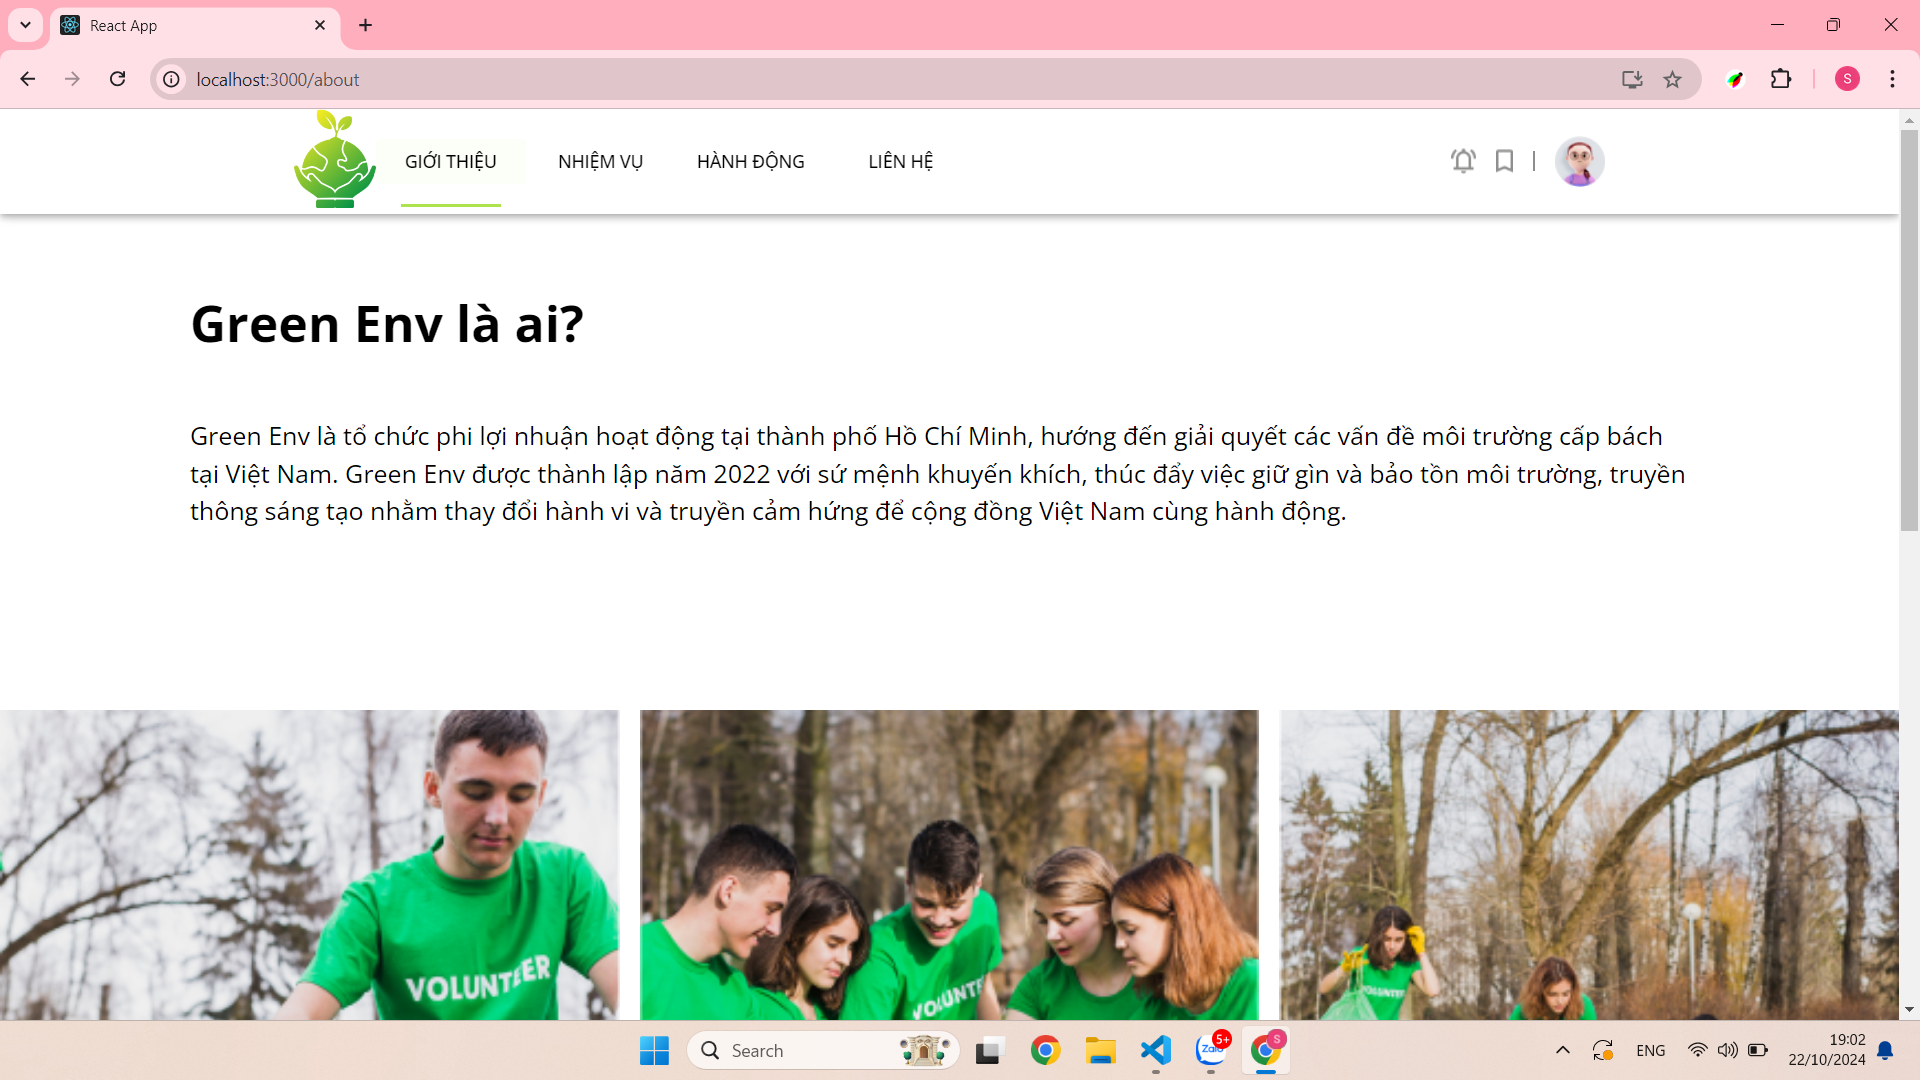 React App
localhost:3000/about
S
GIỚI THIỆU
NHIỆM VỤ
HÀNH ĐỘNG
LIÊN HỆ
Green Env là ai?
Green Env là tổ chức phi lợi nhuận hoạt động tại thành phố Hồ Chí Minh, hướng đến giải quyết các vấn đề môi trường cấp bách
tại Việt Nam. Green Env được thành lập năm 2022 với sứ mệnh khuyến khích, thúc đẩy việc giữ gìn và bảo tồn môi trường, truyền
thông sáng tạo nhằm thay đổi hành vi và truyền cảm hứng để cộng đồng Việt Nam cùng hành động.
VOLUNTEER
VOLUNTE
VOLUNTEER
Search
Zalo
5+
S
ENG
19:02
22/10/2024